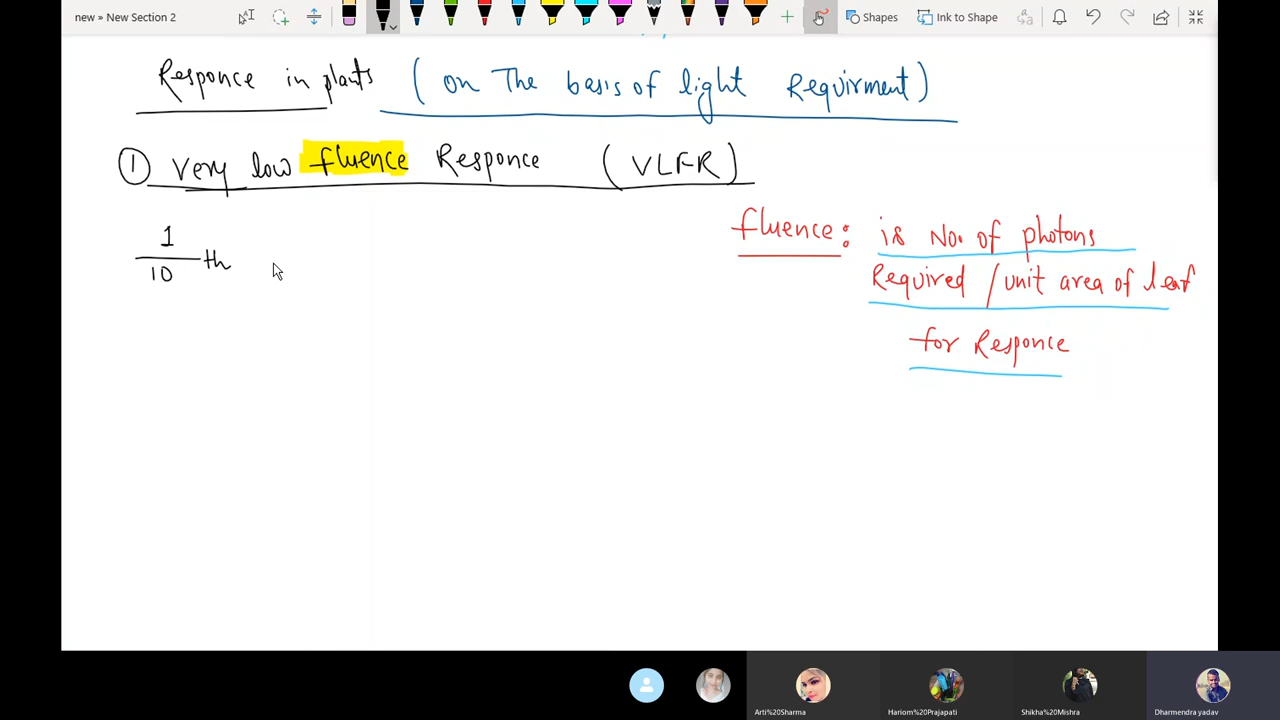 new » New Section 2
Shapes
Ink to Shape
Responce in plants (on The basis of light Requirment)
① Very low fluence Responce (VLFR)
fluence: is No. of photons
Required /unit area of leaf
for Responce
1
10 th
Arti%20Sharma
Hariom%20Prajapati
Shikha%20Mishra
Dharmendra yadav